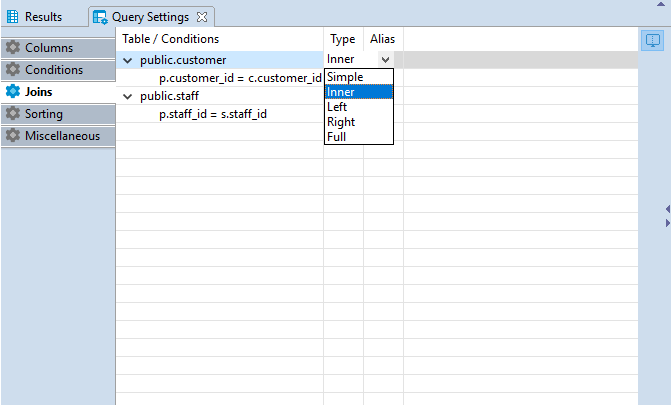 Results
Query Settings
Columns
Conditions
Joins
Sorting
Miscellaneous
Table / Conditions Type Alias
public.customer Inner
p.customer_id = c.customer_id
public.staff
p.staff_id = s.staff_id
Simple
Inner
Left
Right
Full